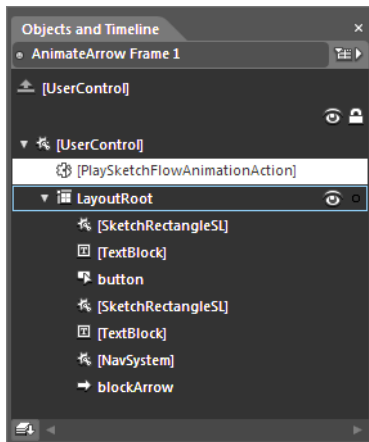 Objects and Timeline
AnimateArrow Frame 1
[UserControl]
[UserControl]
[PlaySketchFlowAnimationAction]
LayoutRoot
[SketchRectangleSL]
[TextBlock]
button
[SketchRectangleSL]
[TextBlock]
[NavSystem]
blockArrow